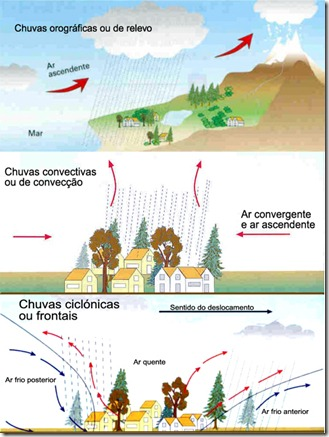 Chuvas orográficas ou de relevo
Ar
ascendente
Mar
Chuvas convectivas
ou de convecção
Ar convergente
e ar ascendente
Chuvas ciclónicas
ou frontais
Sentido do deslocamento
Ar quente
Ar frio posterior
Ar frio anterior